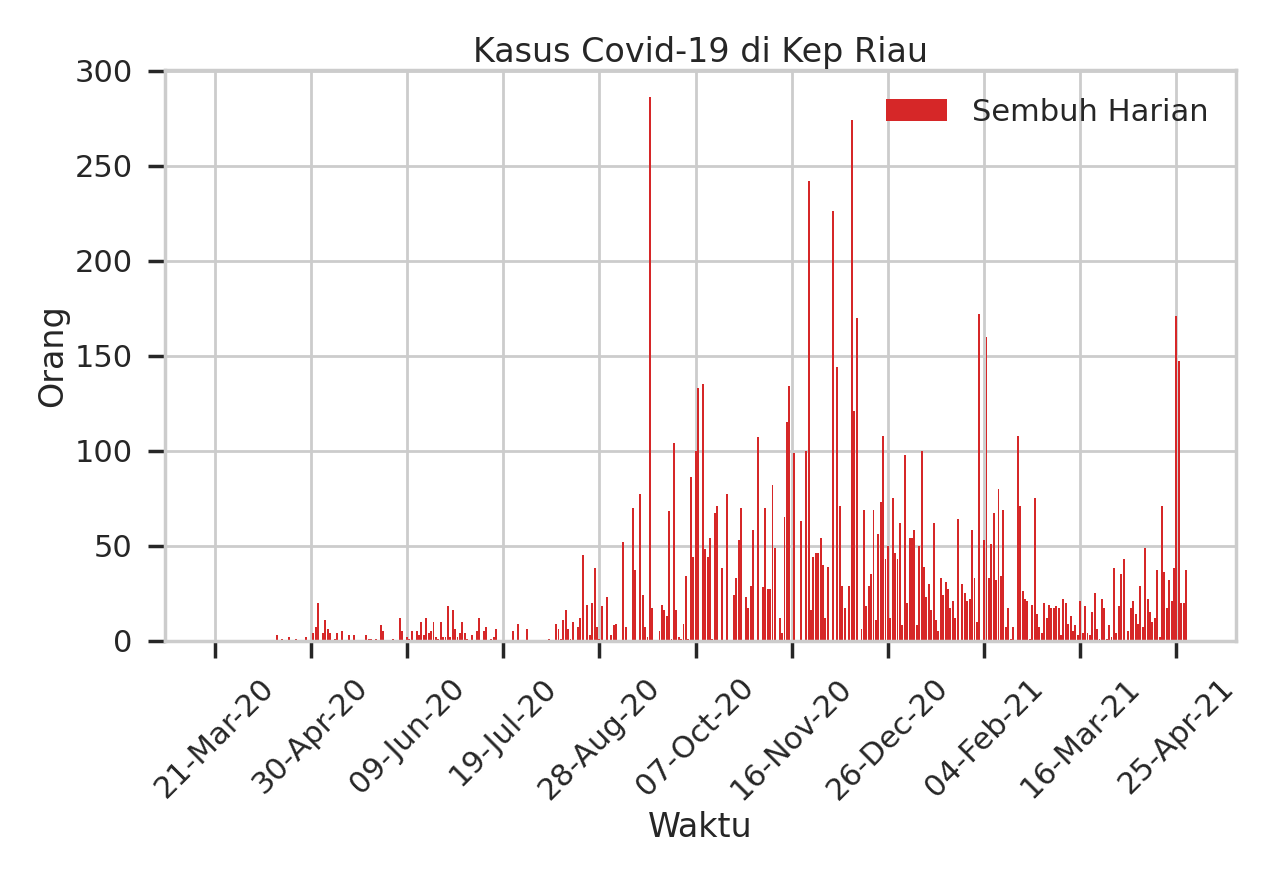 Kasus Covid-19 di Kep Riau
Sembuh Harian
300
250
200
150
100
50
0
Orang
21-Mar-20
30-Apr-20
09-Jun-20
19-Jul-20
28-Aug-20
07-Oct-20
16-Nov-20
26-Dec-20
04-Feb-21
16-Mar-21
25-Apr-21
Waktu